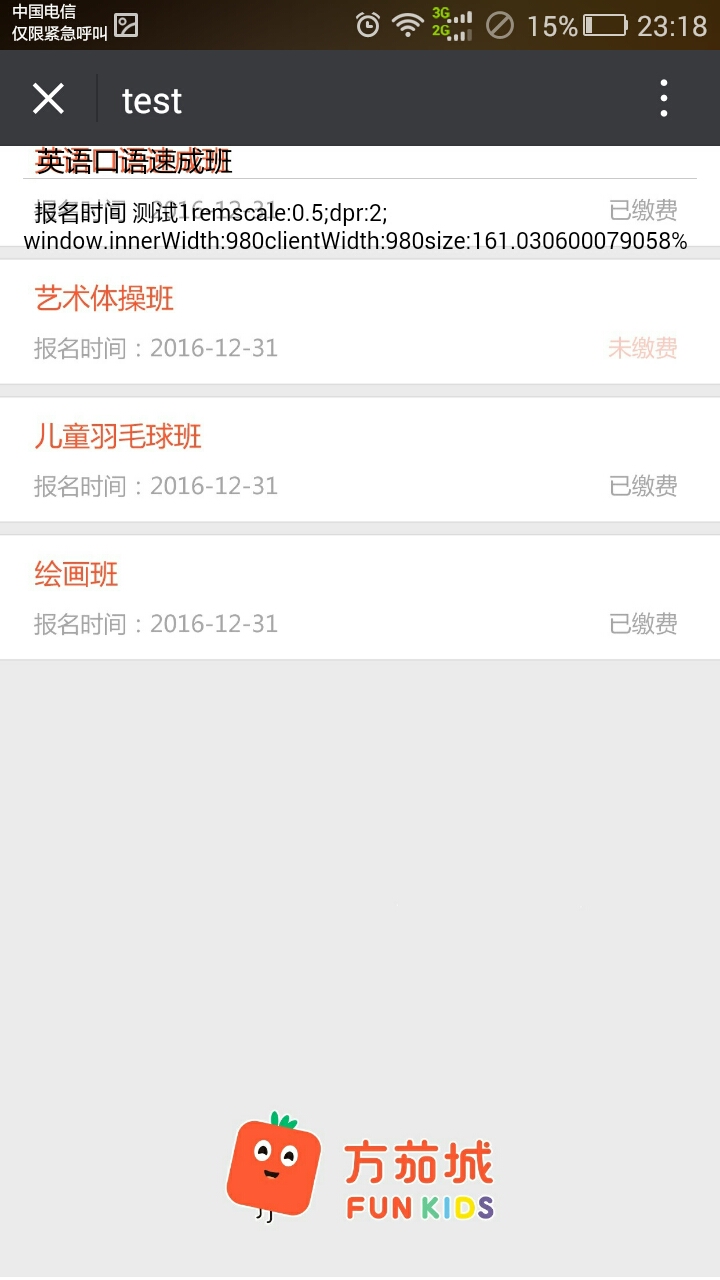 中国电信
仅限紧急呼叫
3G
2G
15%
23:18
test
英语口语速成班
报名时间 测试1remscale:0.5;dpr:2;
已缴费
window.innerWidth:980clientWidth:980size:161.030600079058%
艺术体操班
报名时间：2016-12-31
未缴费
儿童羽毛球班
报名时间：2016-12-31
已缴费
绘画班
报名时间：2016-12-31
已缴费
方茄城
FUN KIDS